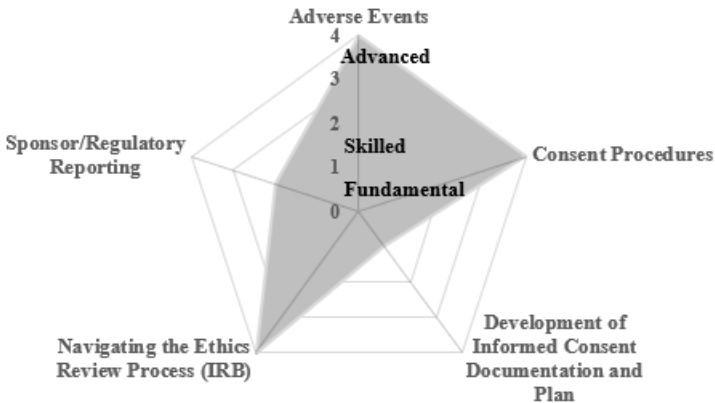 Adverse Events
4
Advanced
3
2
Skilled
1
Fundamental
0
Sponsor/Regulatory
Reporting
Consent Procedures
Navigating the Ethics
Review Process (IRB)
Development of
Informed Consent
Documentation and
Plan